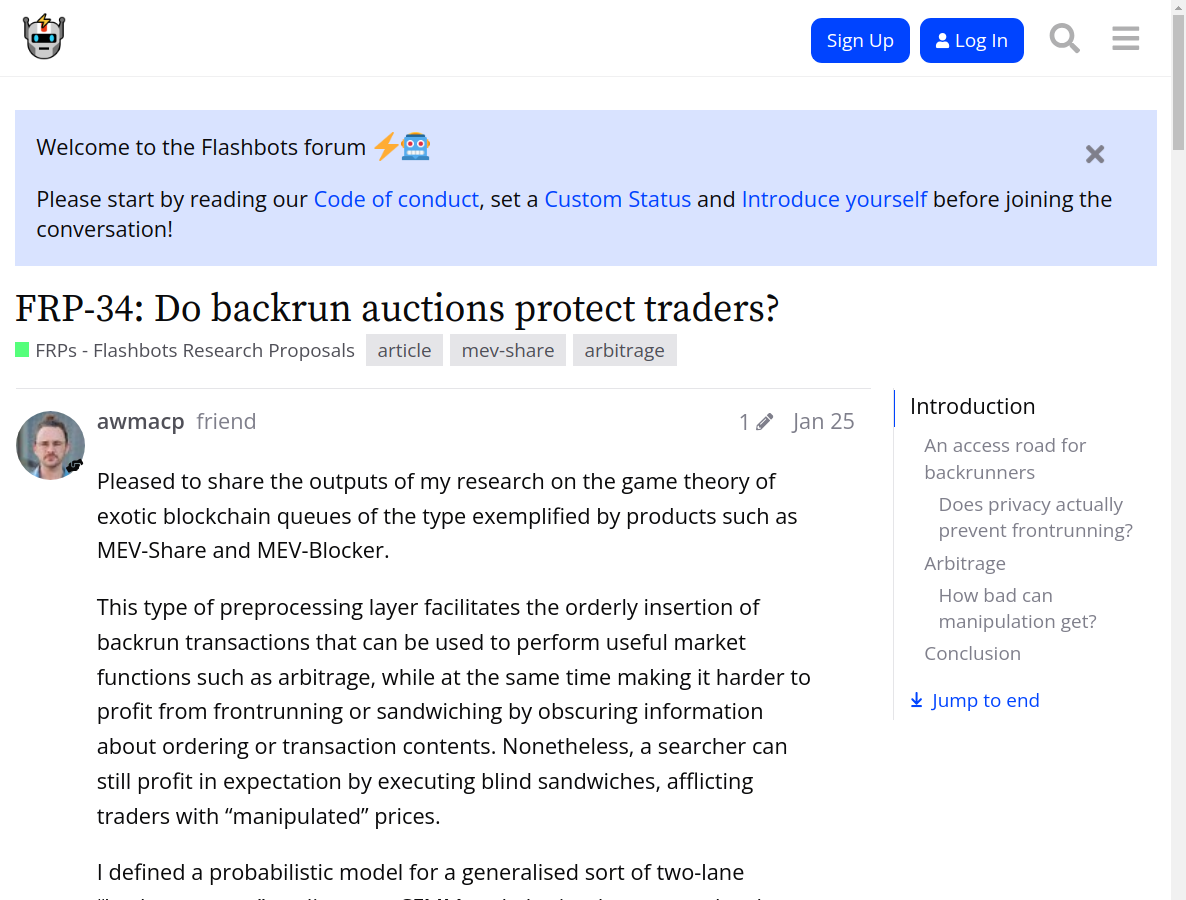 Sign Up
Log In
Welcome to the Flashbots forum
Please start by reading our Code of conduct, set a Custom Status and Introduce yourself before joining the
conversation!
FRP-34: Do backrun auctions protect traders?
FRPs - Flashbots Research Proposals article mev-share arbitrage
awmacp friend 1 Jan 25
Pleased to share the outputs of my research on the game theory of
exotic blockchain queues of the type exemplified by products such as
MEV-Share and MEV-Blocker.
This type of preprocessing layer facilitates the orderly insertion of
backrun transactions that can be used to perform useful market
functions such as arbitrage, while at the same time making it harder to
profit from frontrunning or sandwiching by obscuring information
about ordering or transaction contents. Nonetheless, a searcher can
still profit in expectation by executing blind sandwiches, afflicting
traders with “manipulated” prices.
I defined a probabilistic model for a generalised sort of two-lane
Introduction
An access road for
backrunners
Does privacy actually
prevent frontrunning?
Arbitrage
How bad can
manipulation get?
Conclusion
Jump to end